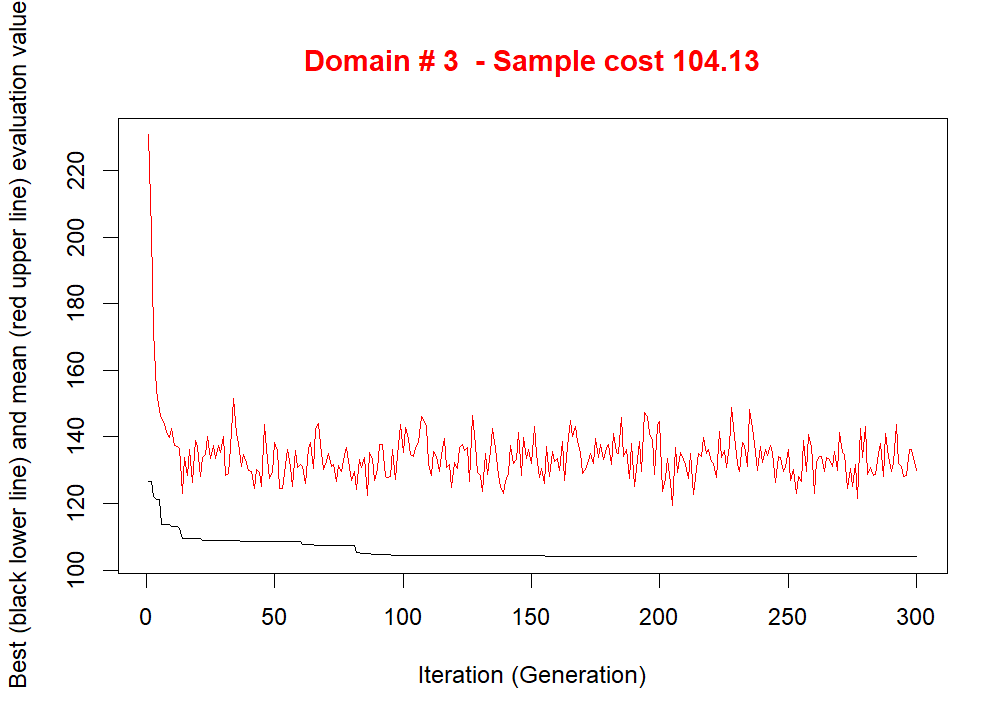 Domain # 3  - Sample cost 104.13
Best (black lower line) and mean (red upper line) evaluation value
220
200
180
160
140
120
100
0 50 100 150 200 250 300
Iteration (Generation)